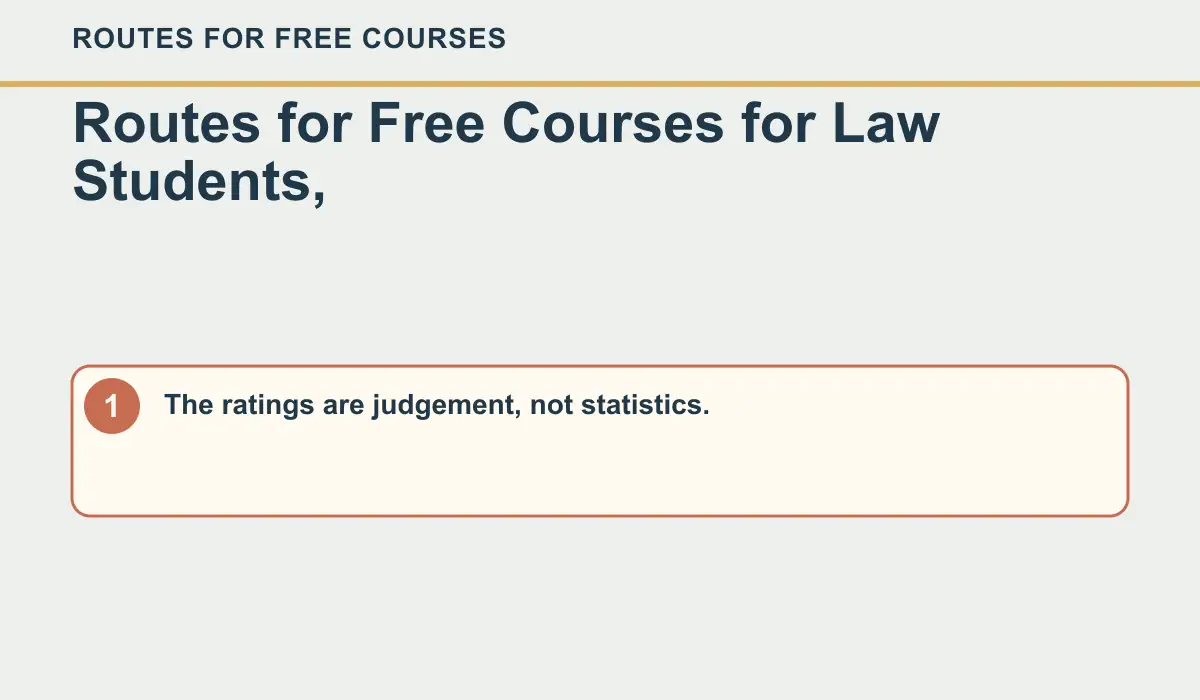 ROUTES FOR FREE COURSES
Routes for Free Courses for Law
Students,
1
The ratings are judgement, not statistics.